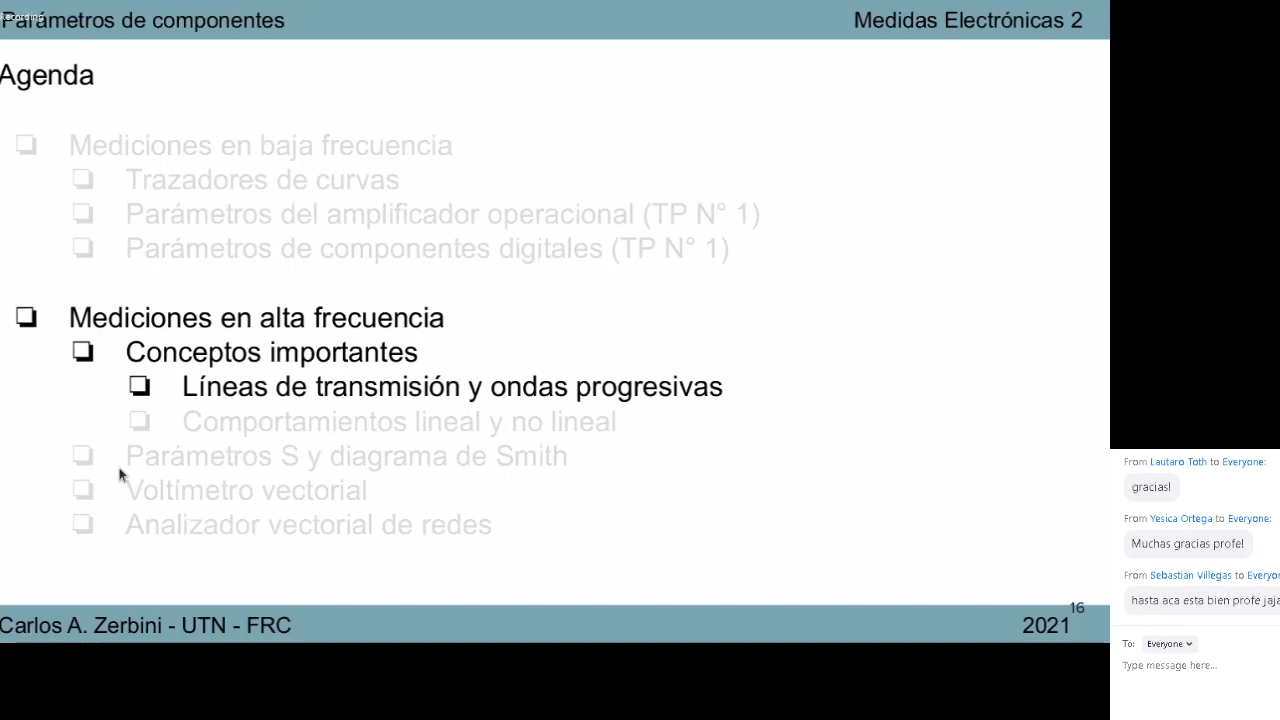 Recording
Parámetros de componentes
Medidas Electrónicas 2
Agenda
Mediciones en baja frecuencia
Trazadores de curvas
Parámetros del amplificador operacional (TP N° 1)
Parámetros de componentes digitales (TP N° 1)
Mediciones en alta frecuencia
Conceptos importantes
Líneas de transmisión y ondas progresivas
Comportamientos lineal y no lineal
Parámetros S y diagrama de Smith
Voltímetro vectorial
Analizador vectorial de redes
16
Carlos A. Zerbini - UTN - FRC
2021
From Lautaro Toth to Everyone:
gracias!
From Yesica Ortega to Everyone:
Muchas gracias profe!
From Sebastian Villegas to Everyon
hasta aca esta bien profe jaja
To: Everyone
Type message here...